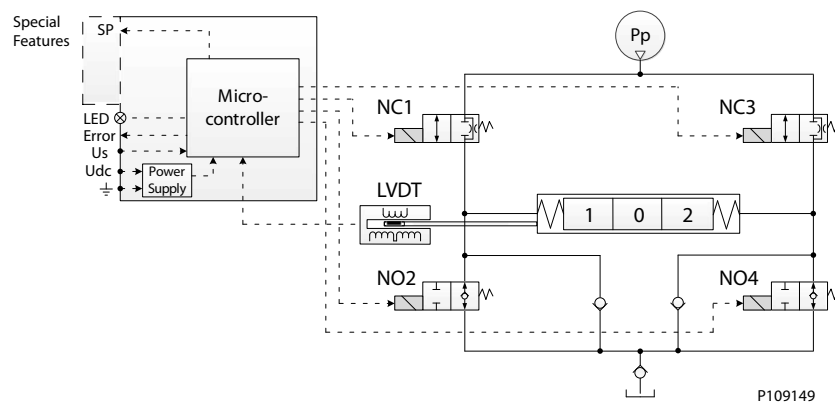 Special
Features
SP
Pp
Micro-
controller
NC1
NC3
LED
Error
Us
Udc
Power
Supply
LVDT
1 0 2
NO2
NO4
P109149